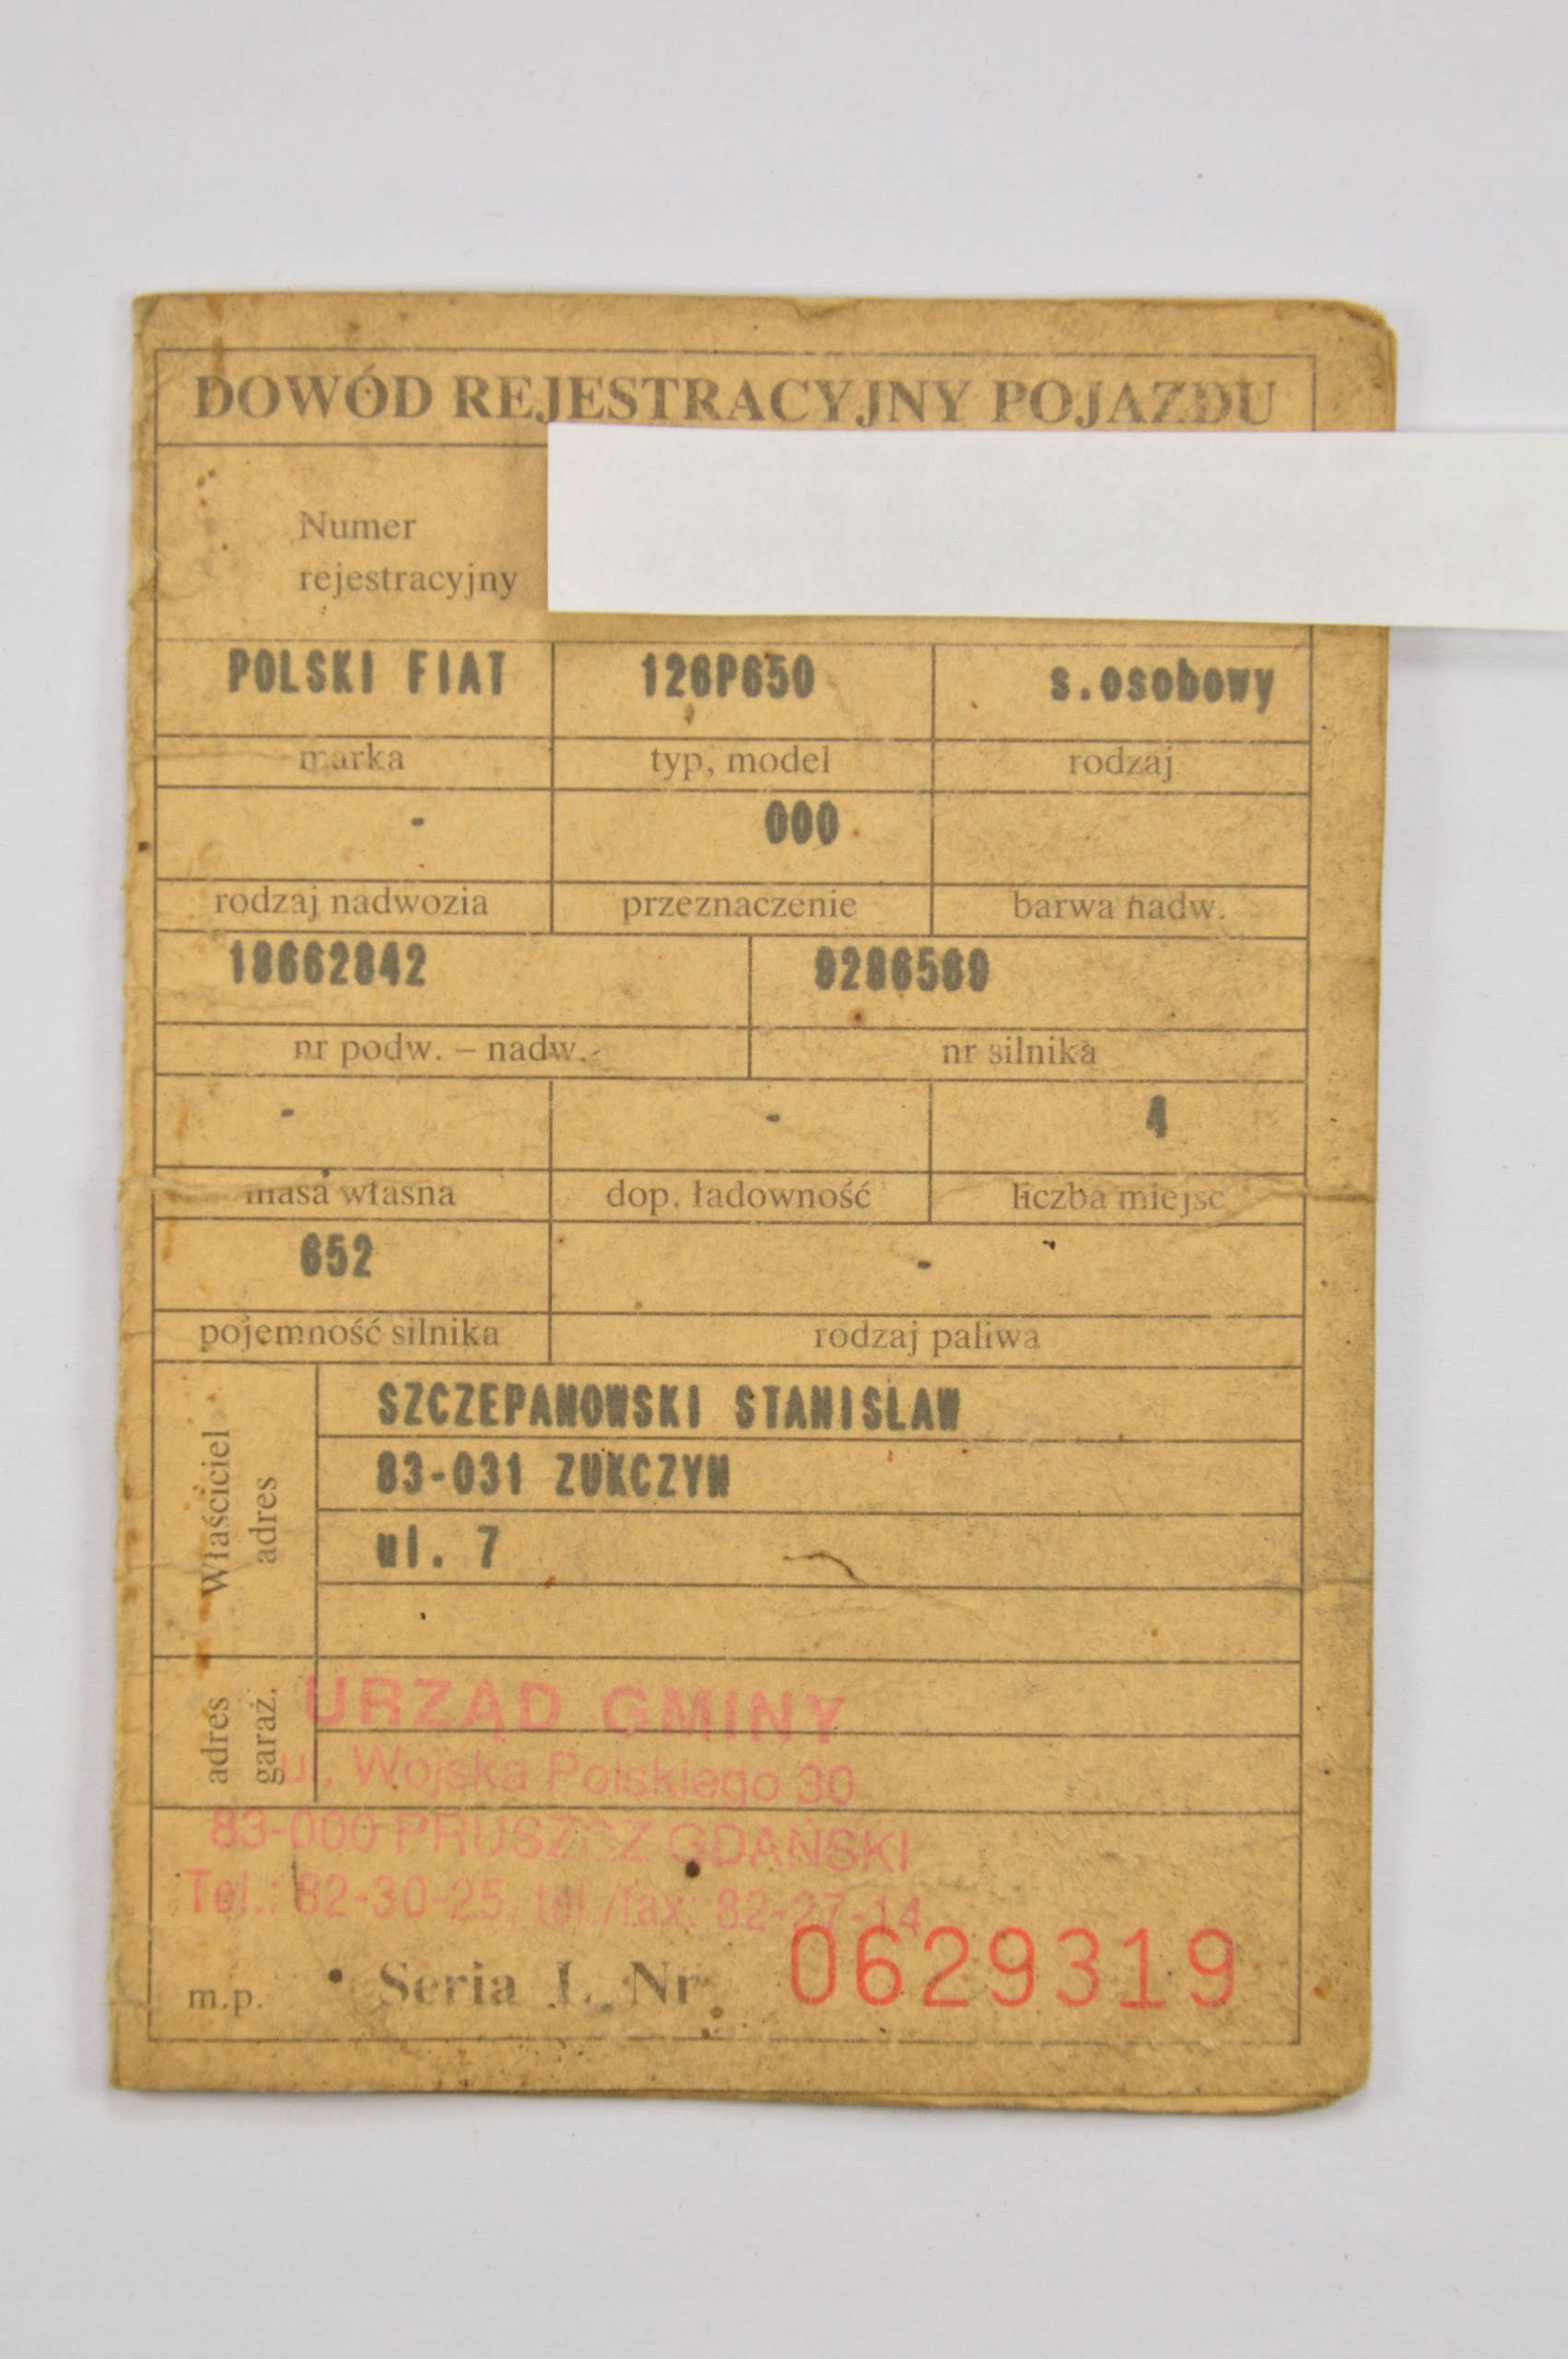 DOWÓD REJESTRACYJNY POJAZDU
Numer
rejestracyjny
POLSKI FIAT 126P650 s.osobowy
marka typ, model rodzaj
- 000
rodzaj nadwozia przeznaczenie barwa nadw.
18662842 9286569
nr podw. – nadw. nr silnika
- - 4
masa własna dop. ładowność liczba miejsc
652 -
pojemność silnika rodzaj paliwa
Właściciel
adres
SZCZEPANOWSKI STANISŁAW
83-031 ZUKCZYN
ul. 7
adres
garaż.
URZĄD GMINY
ul. Wojska Polskiego 30
83-000 PRUSZCZ GDAŃSKI
Tel.: 82-30-25, tel./fax: 82-27-14
m.p. Seria L Nr 0629319